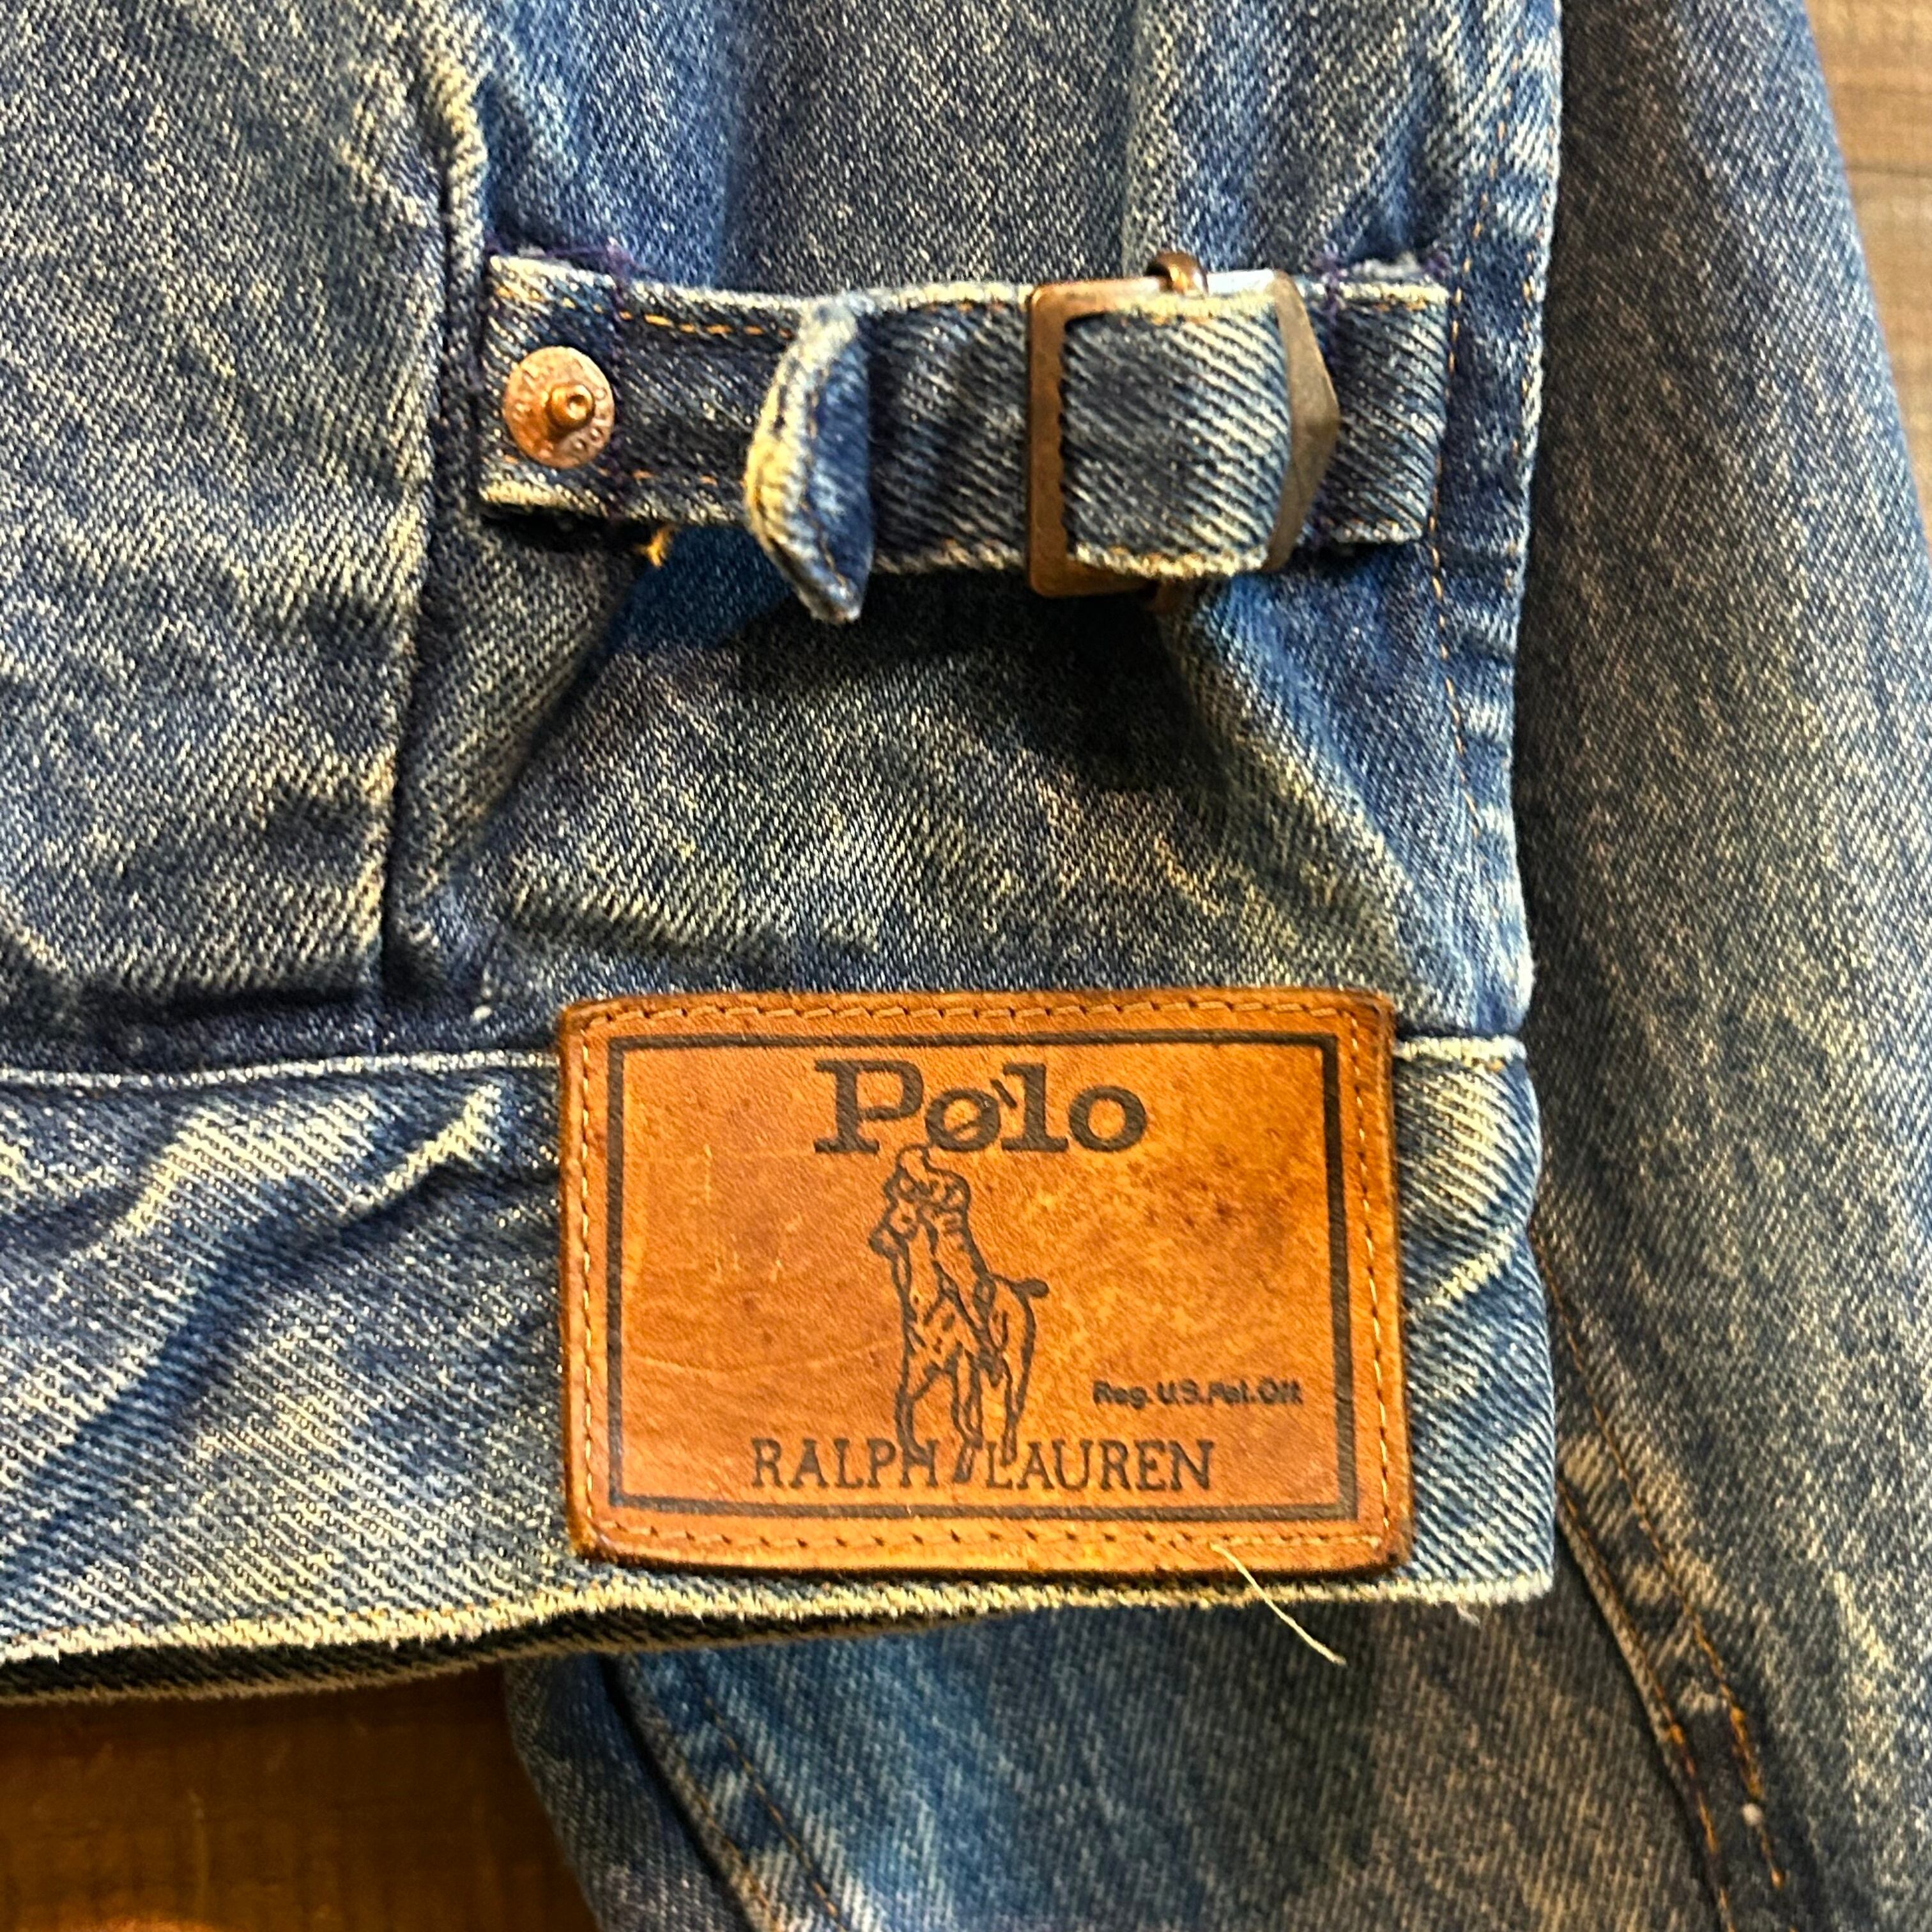 Polo
Reg. U.S. Pat. Off.
RALPH LAUREN